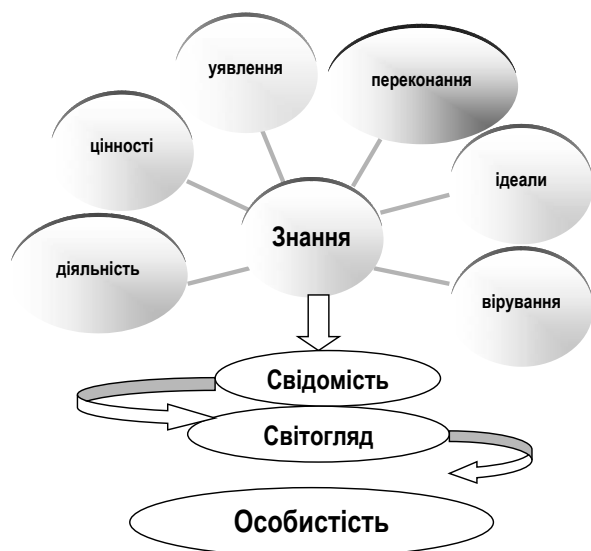 уявлення
переконання
цінності
ідеали
Знання
діяльність
вірування
Свідомість
Світогляд
Особистість